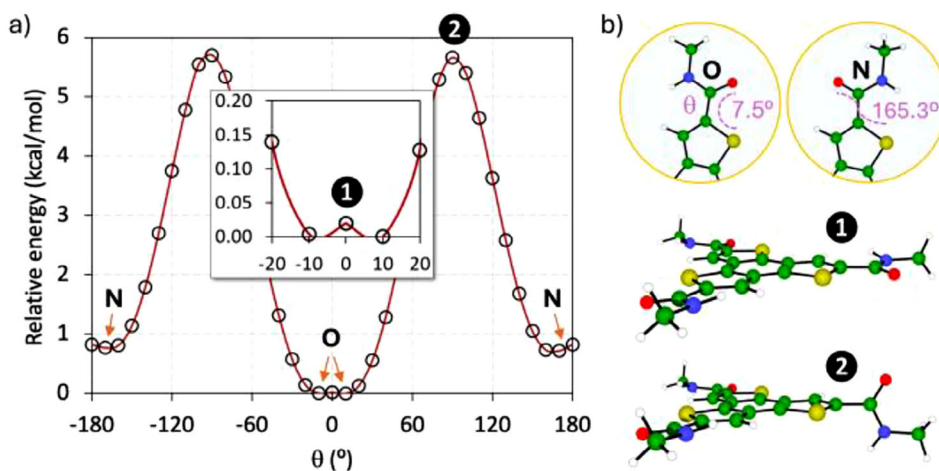 a)
b)
Relative energy (kcal/mol)
6
5
4
3
2
1
0
-180
-120
-60
0
60
120
180
θ (º)
N
O
N
2
0.20
0.15
0.10
0.05
0.00
-20
-10
0
10
20
1
O
θ
7.5º
N
165.3º
1
2